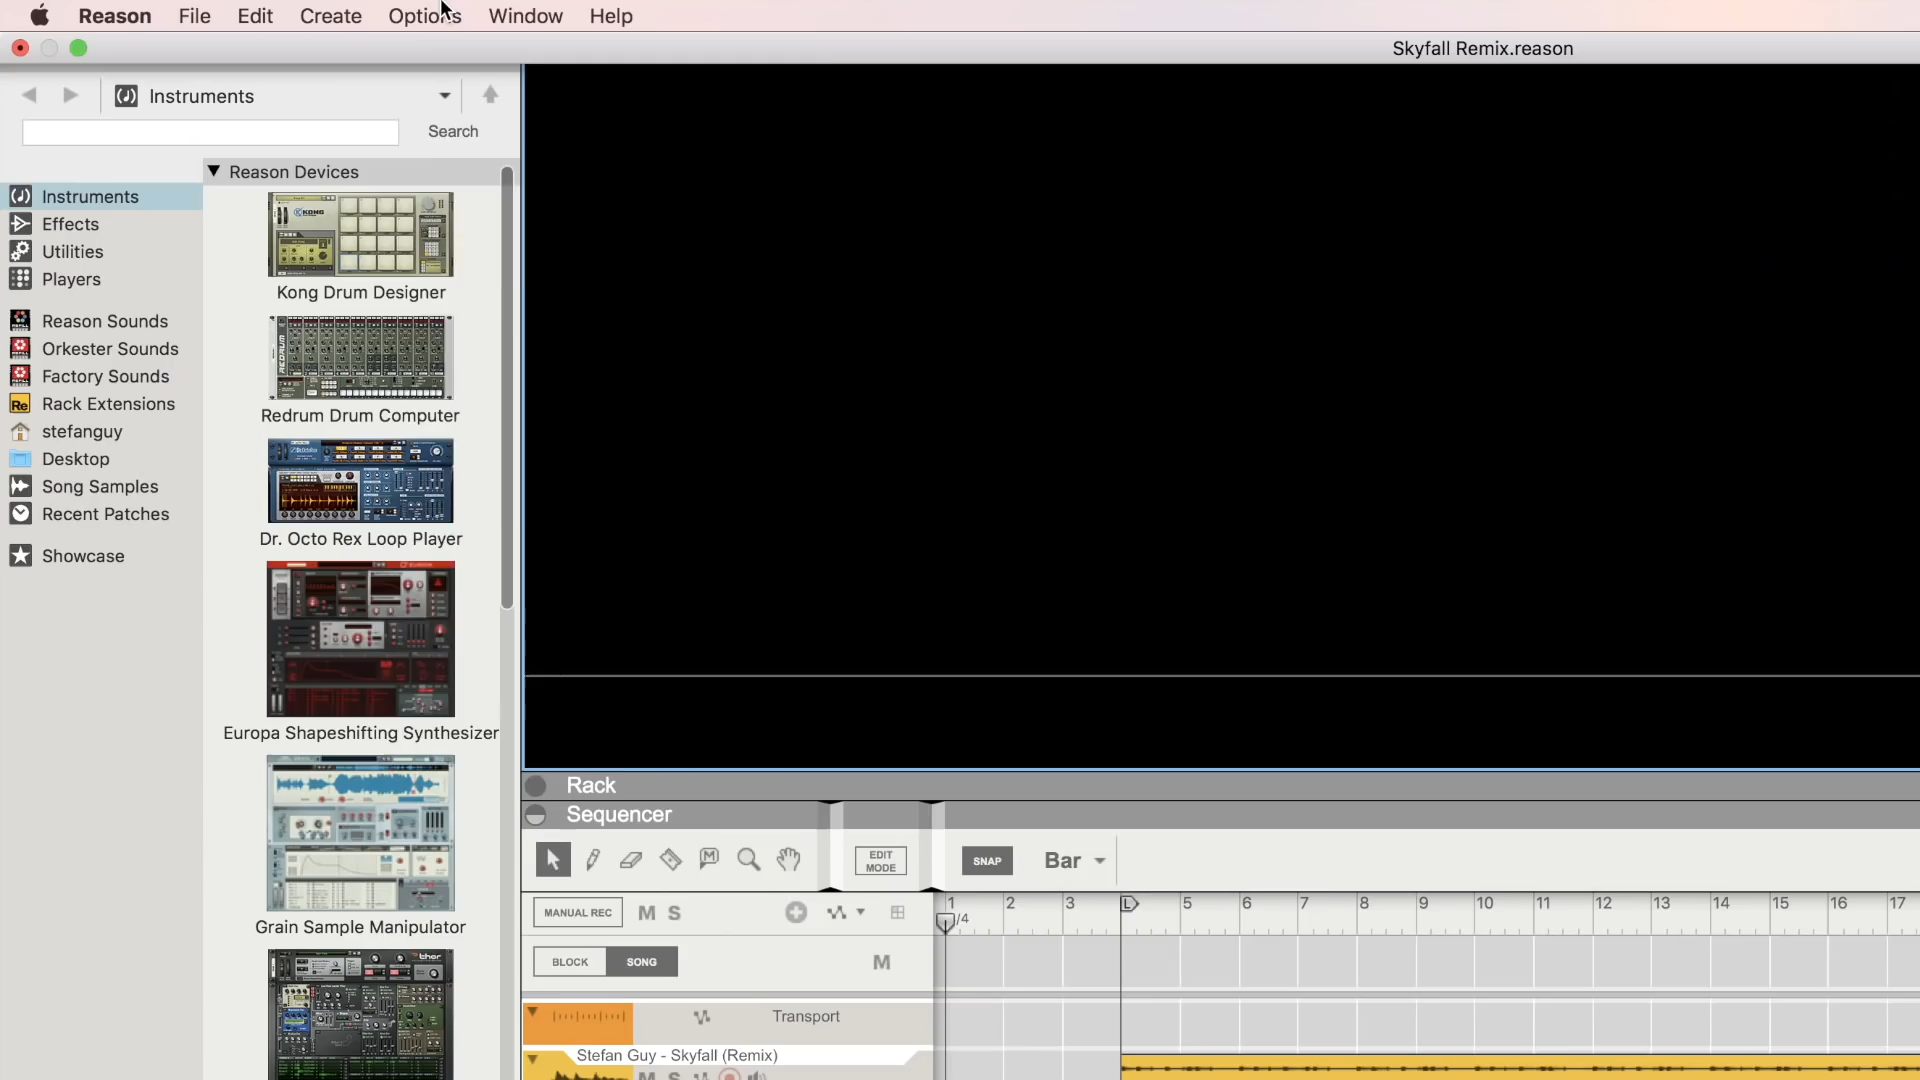 Reason File Edit Create Options Window Help
Skyfall Remix.reason
Instruments
Search
Reason Devices
Instruments
Effects
Utilities
Players
Reason Sounds
Orkester Sounds
Factory Sounds
Rack Extensions
stefanguy
Desktop
Song Samples
Recent Patches
Showcase
KONG
Kong Drum Designer
REDRUM
Redrum Drum Computer
Dr. Octo Rex Loop Player
Europa Shapeshifting Synthesizer
Grain Sample Manipulator
thor
Rack
Sequencer
EDIT MODE
SNAP
Bar
MANUAL REC M S
1 2 3 L 5 6 7 8 9 10 11 12 13 14 15 16 17
/4
BLOCK SONG M
Transport
Stefan Guy - Skyfall (Remix)
M S